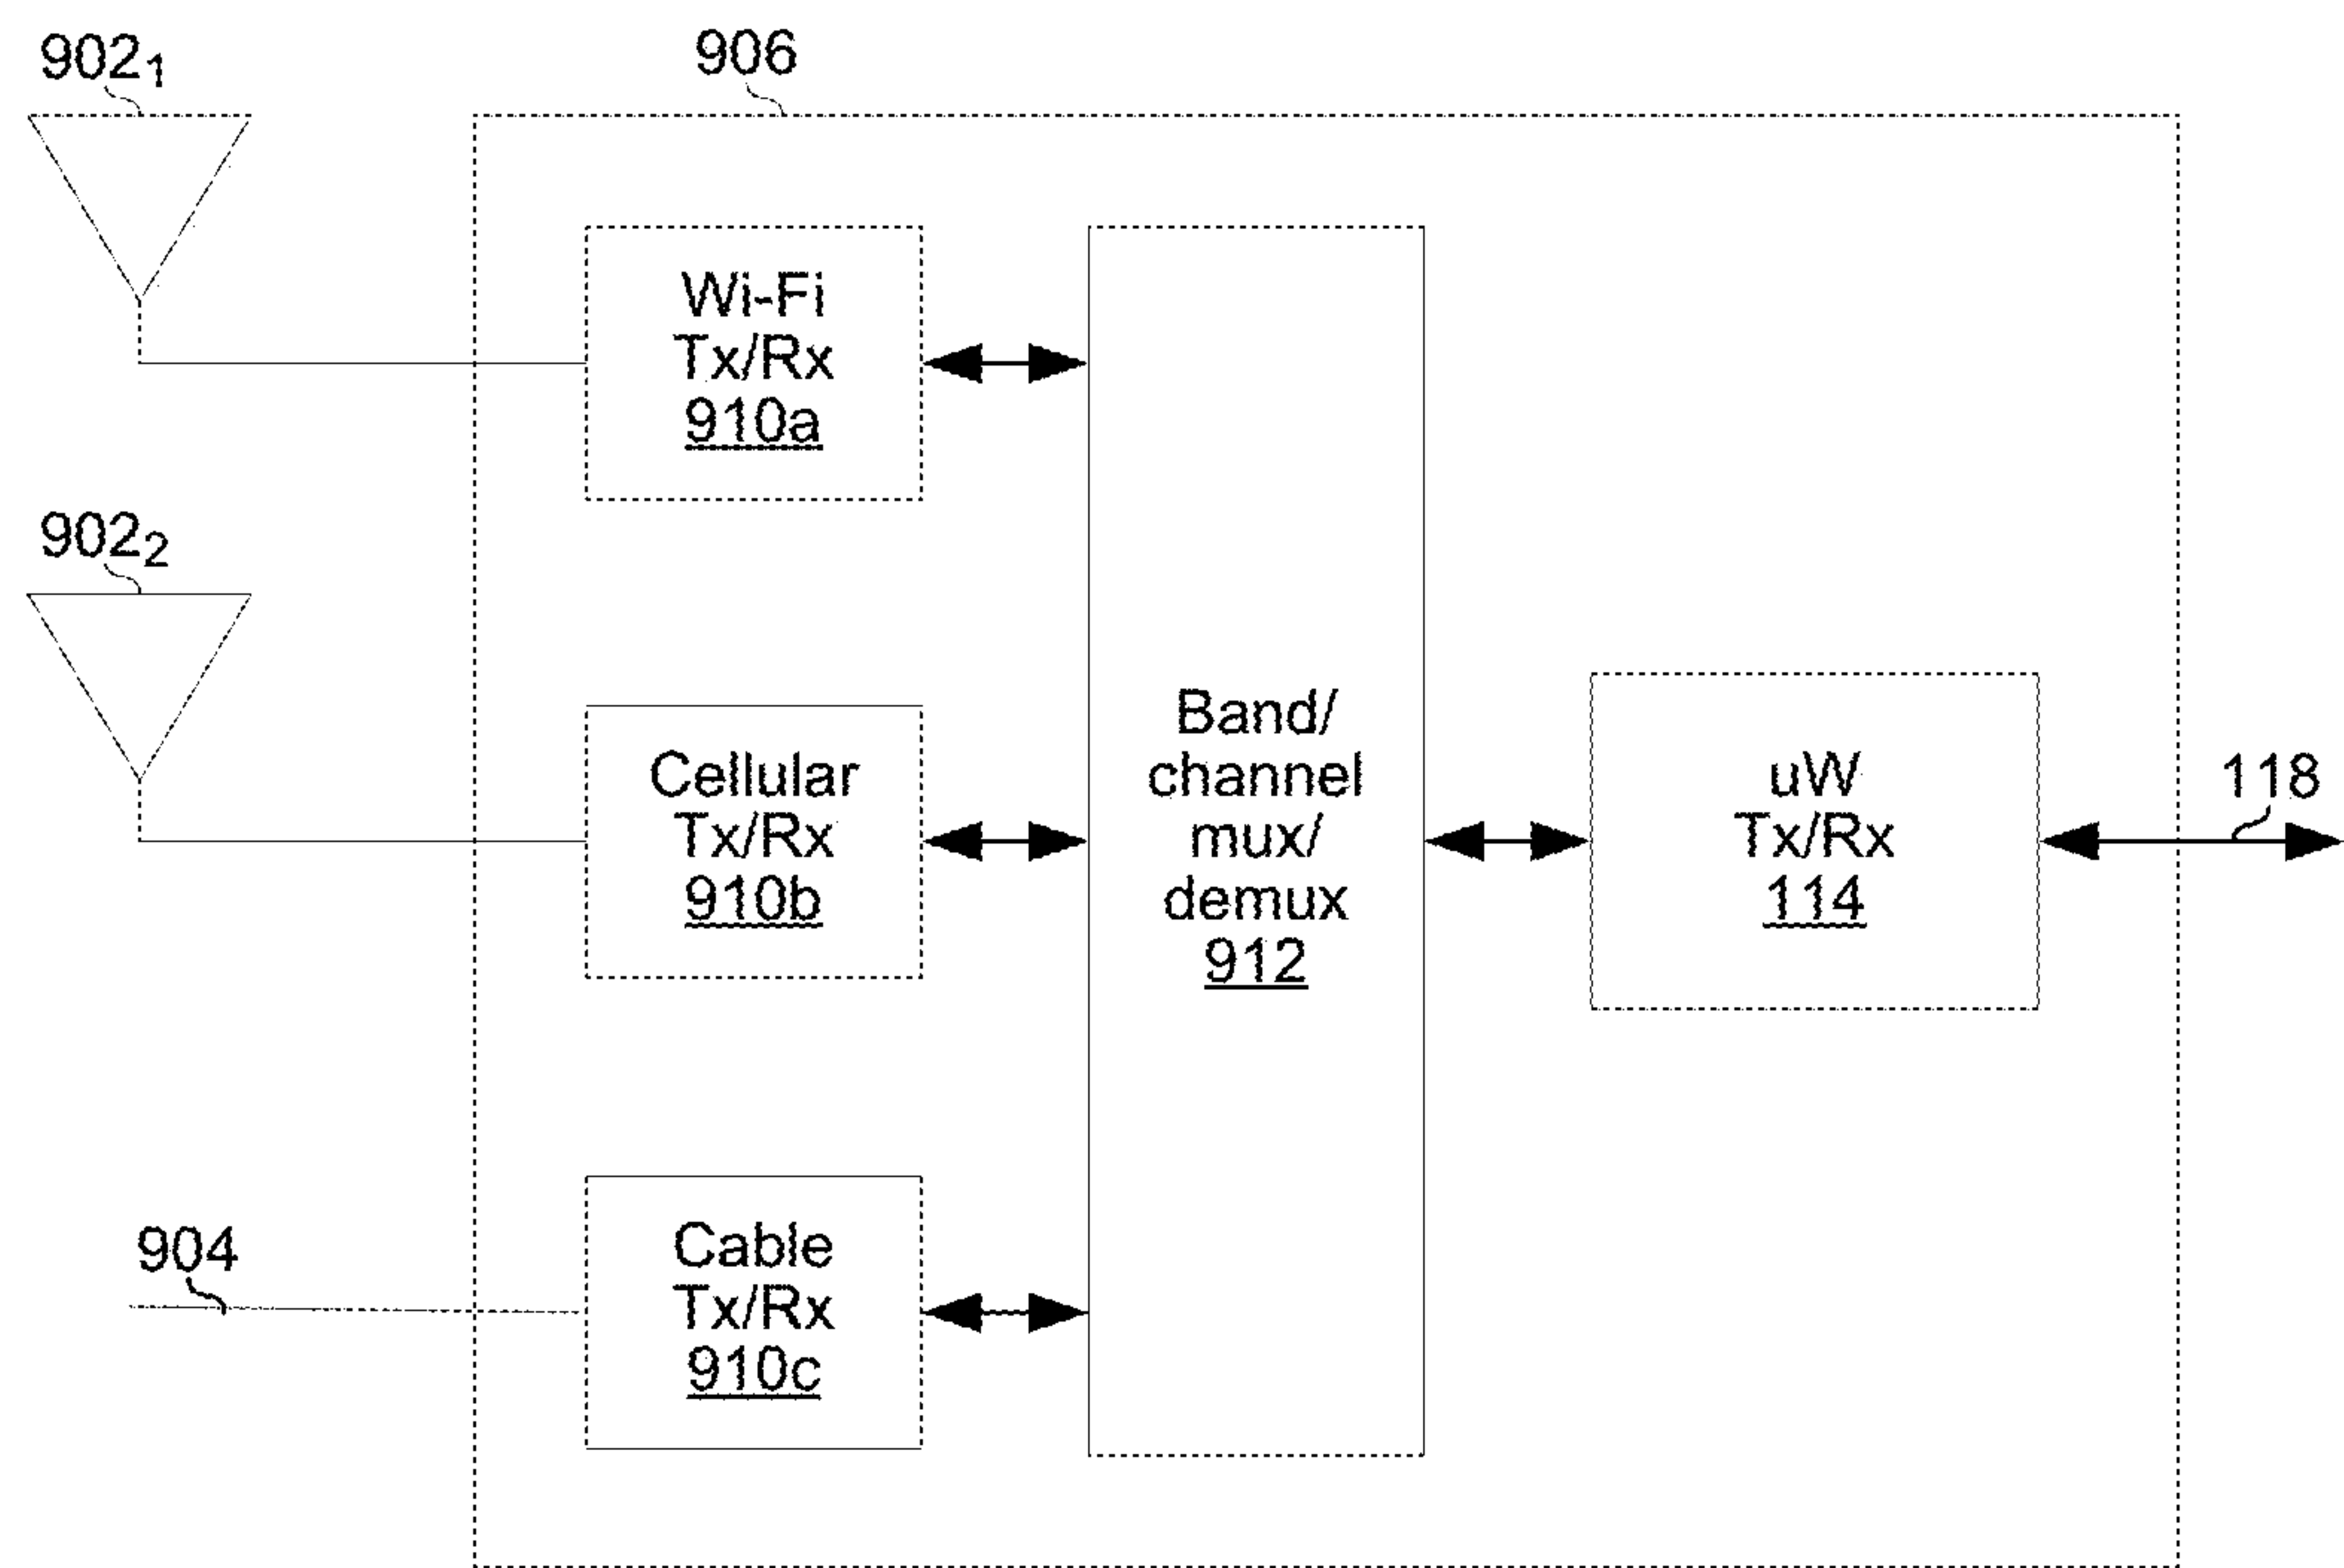 902₁
906
Wi-Fi
Tx/Rx
910a
902₂
Cellular
Tx/Rx
910b
Band/
channel
mux/
demux
912
uW
Tx/Rx
114
118
904
Cable
Tx/Rx
910c